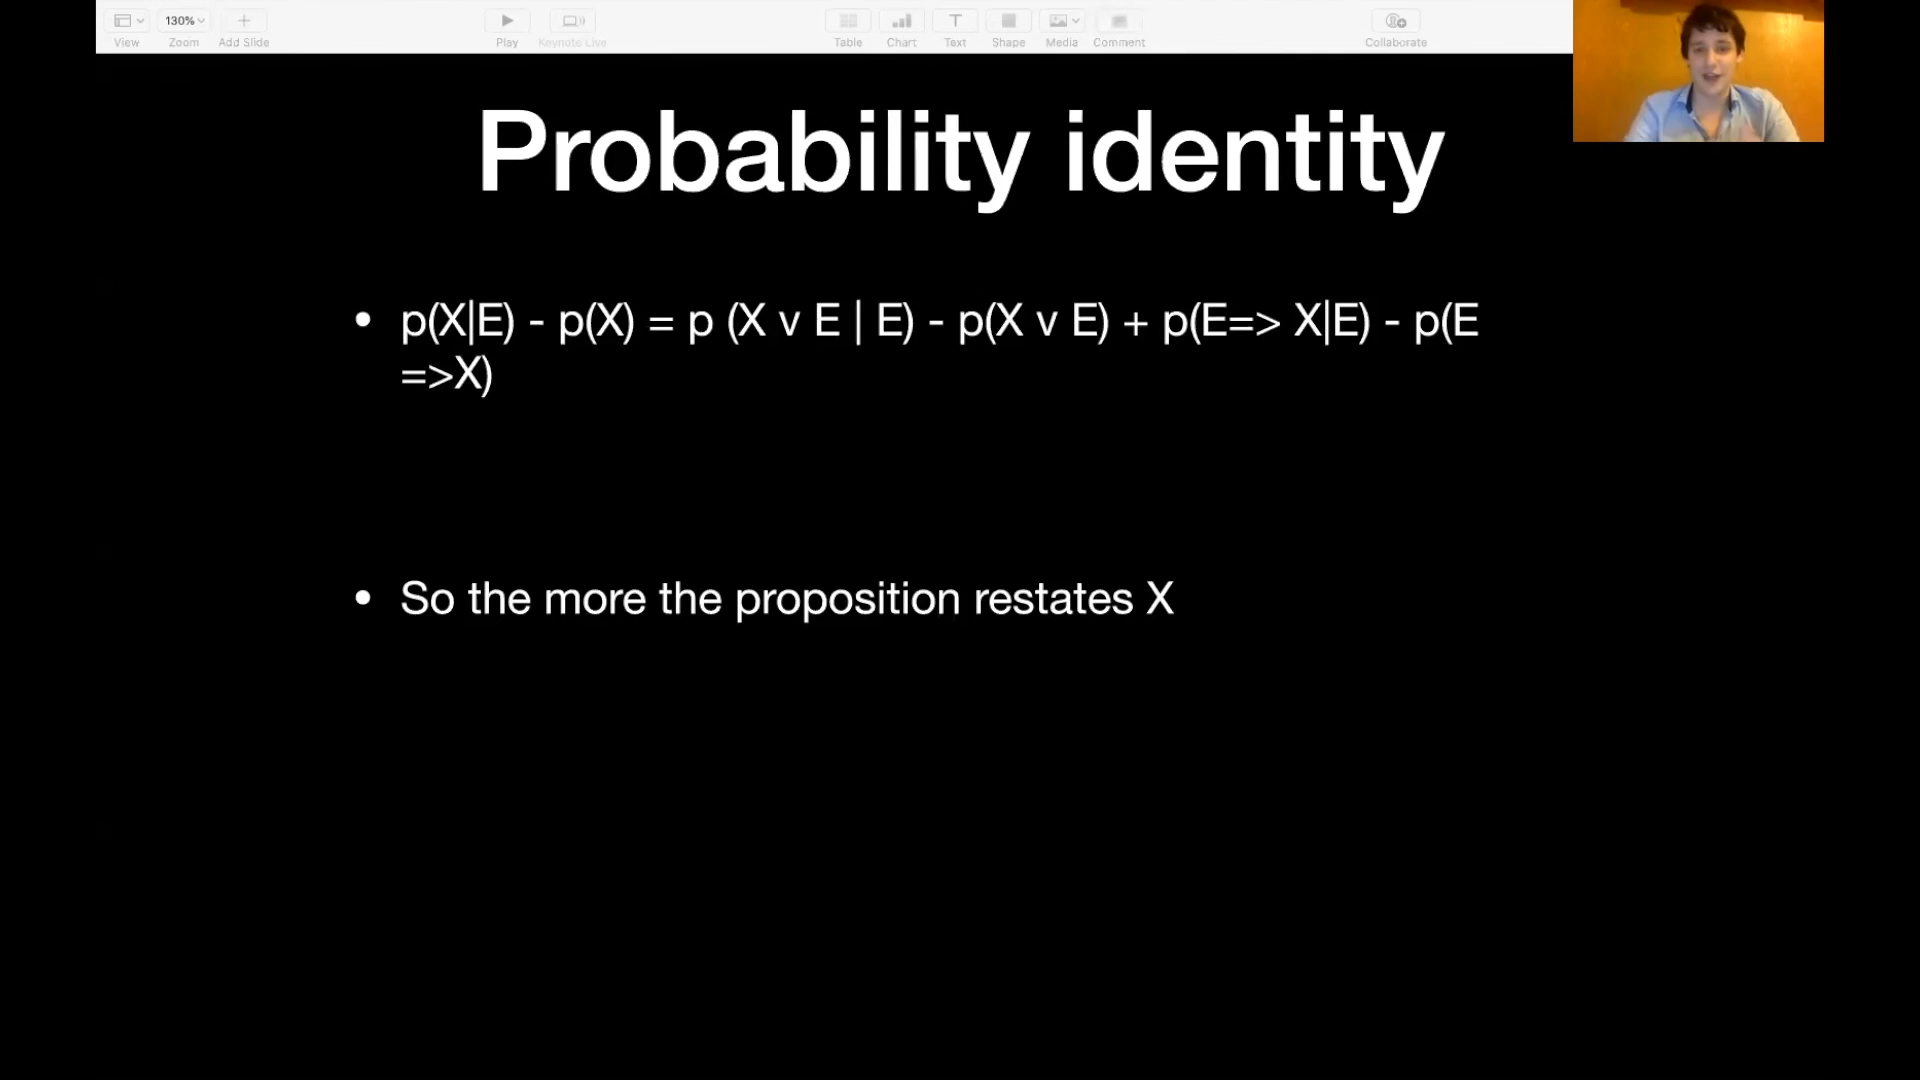 130%
View Zoom Add Slide Play Keynote Live Table Chart Text Shape Media Comment Collaborate
Probability identity
• p(X|E) - p(X) = p (X v E | E) - p(X v E) + p(E=> X|E) - p(E
=>X)
• So the more the proposition restates X